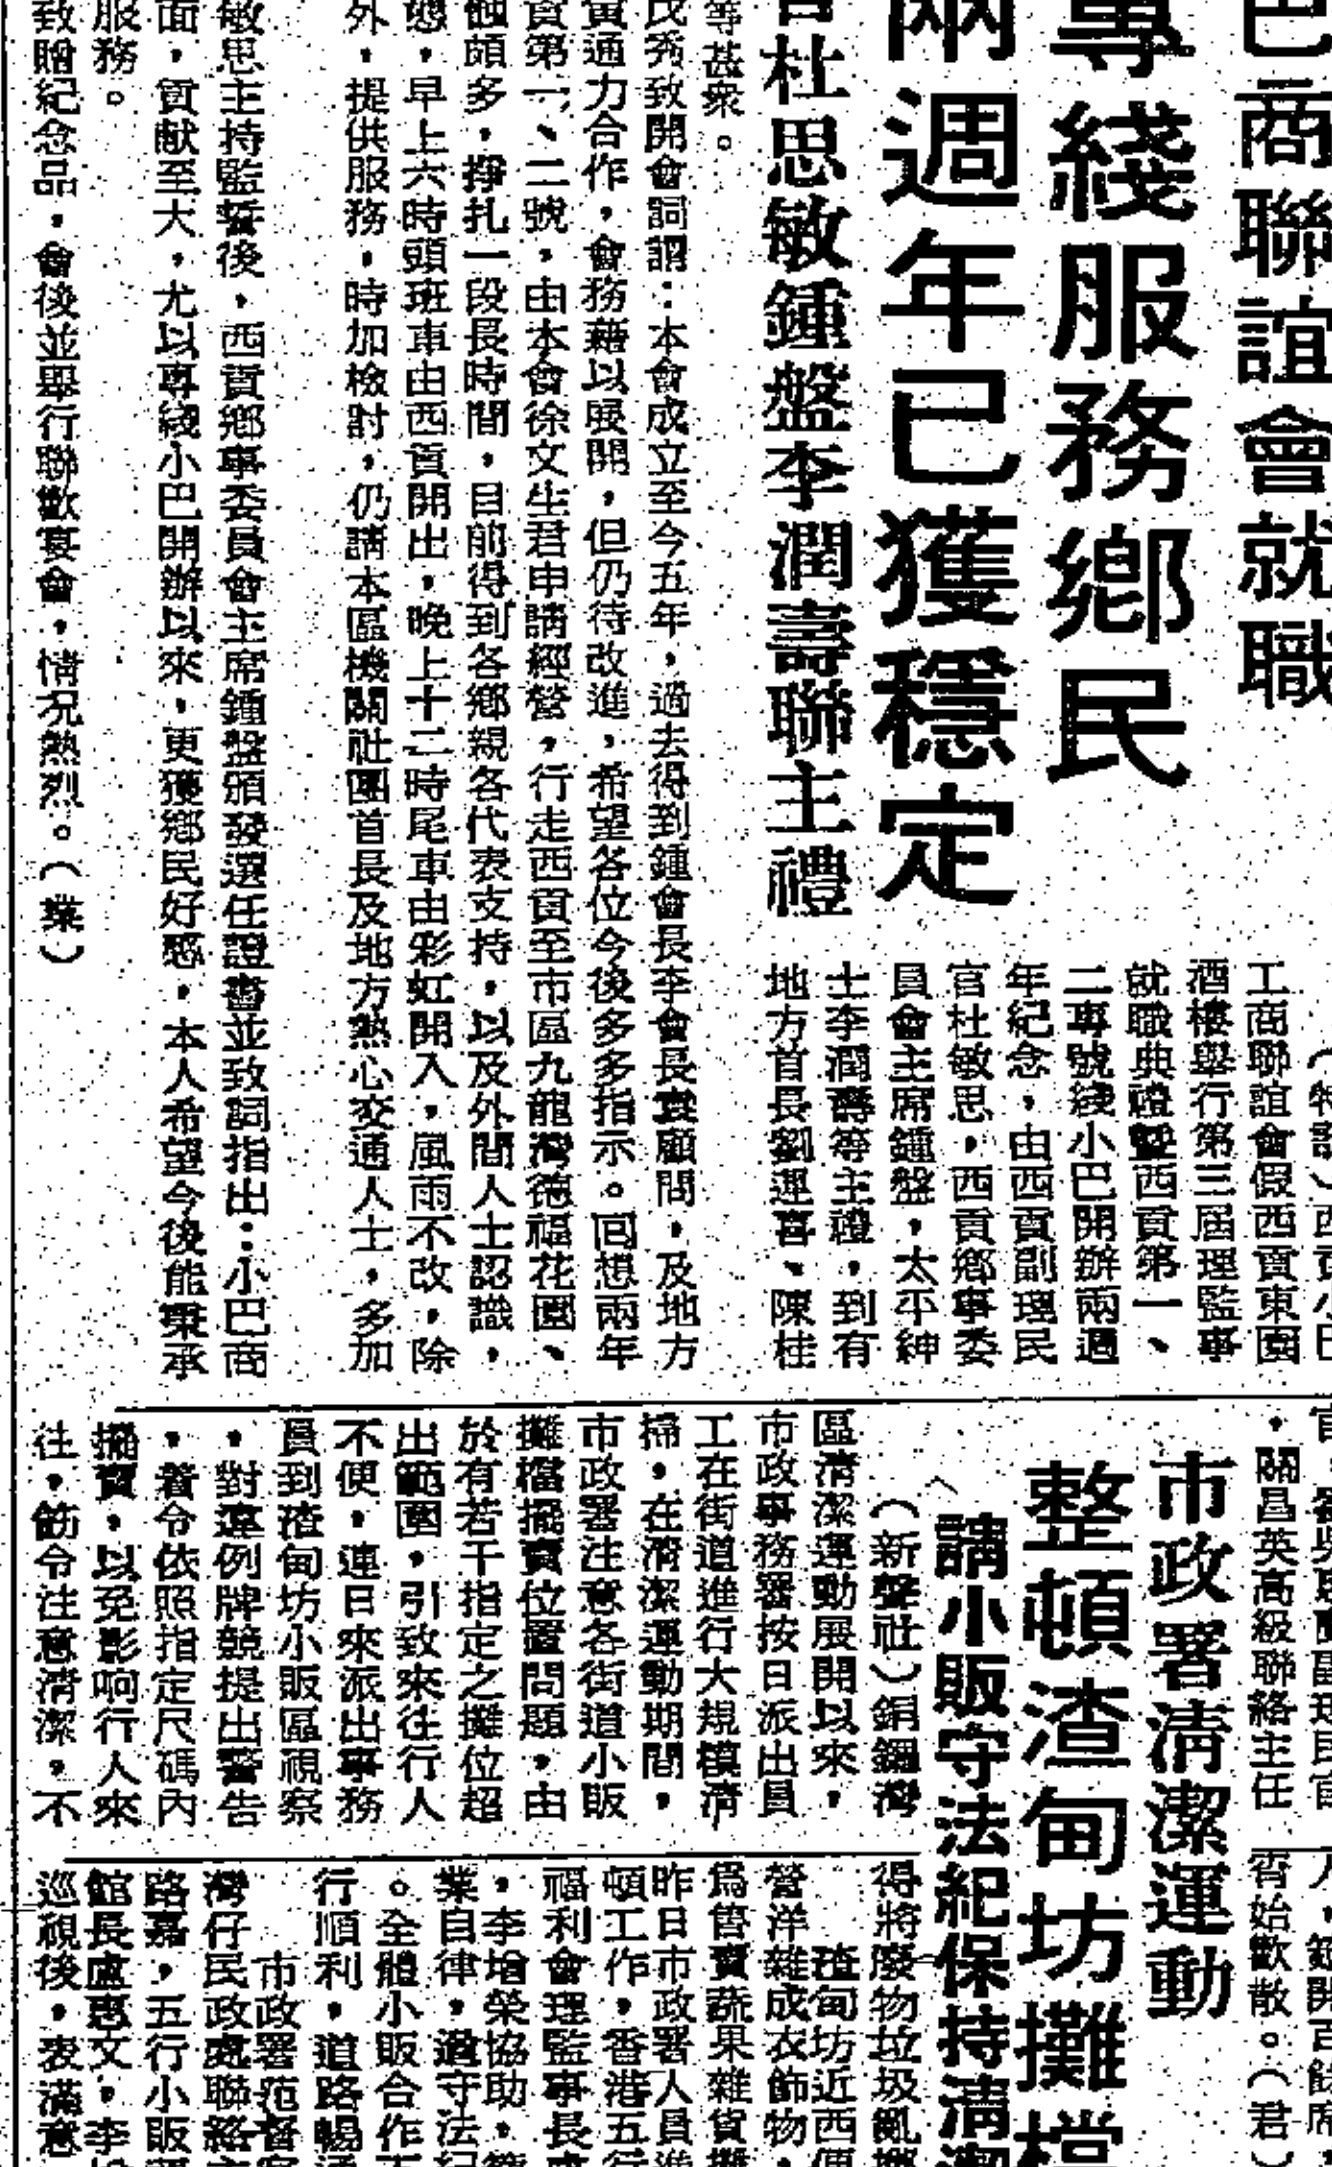 巴商聯誼會就職
專綫服務鄉民
兩週年已獲穩定
杜思敏鍾盤李潤壽聯主禮
工商聯誼會假西貢東園
酒樓舉行第三屆理監事
就職典禮暨西貢第一、
二專號綫小巴開辦兩週
年紀念，由西貢副理民
官杜敏思，西貢鄉事委
員會主席鍾盤，太平紳
士李潤壽等主禮，到有
地方首長劉運喜、陳桂
等甚衆。
茂秀致開會詞謂：本會成立至今五年，過去得到鍾會長李會長袁顧問，及地方
通力合作，會務藉以展開，但仍待改進，希望各位今後多多指示。回想兩年
貢第一、二號，由本會徐文生君申請經營，行走西貢至市區九龍灣德福花園、
蝕頗多，掙扎一段長時間，目前得到各鄉親各代表支持，以及外間人士認識，
態，早上六時頭班車由西貢開出，晚上十二時尾車由彩虹開入，風雨不改，除
外，提供服務，時加檢討，仍請本區機關社團首長及地方熱心交通人士，多加
敏思主持監誓後，西貢鄉事委員會主席鍾盤頒發選任證書並致詞指出：小巴商
面，貢献至大，尤以專綫小巴開辦以來，更獲鄉民好感，本人希望今後能秉承
服務。
致贈紀念品，會後並舉行聯歡宴會，情况熱烈。（業）
，關昌英高級聯絡主任
宵始歡散。（君）
市政署清潔運動
整頓渣甸坊攤檔
請小販守法紀保持清潔
（新聲社）銅鑼灣
區清潔運動展開以來，
市政事務署按日派出員
工在街道進行大規模清
掃，在清潔運動期間，
市政署注意各街道小販
攤檔擺賣位置問題，由
於有若干指定之攤位超
出範圍，引致來往行人
不便，連日來派出事務
員到渣甸坊小販區視察
，對違例牌競提出警告
，着令依照指定尺碼內
擺賣，以免影响行人來
往，飭令注意清潔，不
得將廢物垃圾亂
渣甸坊近西便
營洋雜成衣飾物，
爲售賣蔬果雜貨攤
昨日市政署人員進
頓工作，香港五行
福利會理監事長
，李增榮協助，
業自律，遵守法紀
。全體小販合作
行順利，道路暢通
市政署范督察
灣仔民政處聯絡主
路嘉，五行小販
館長盧惠文，李
巡視後，表滿意